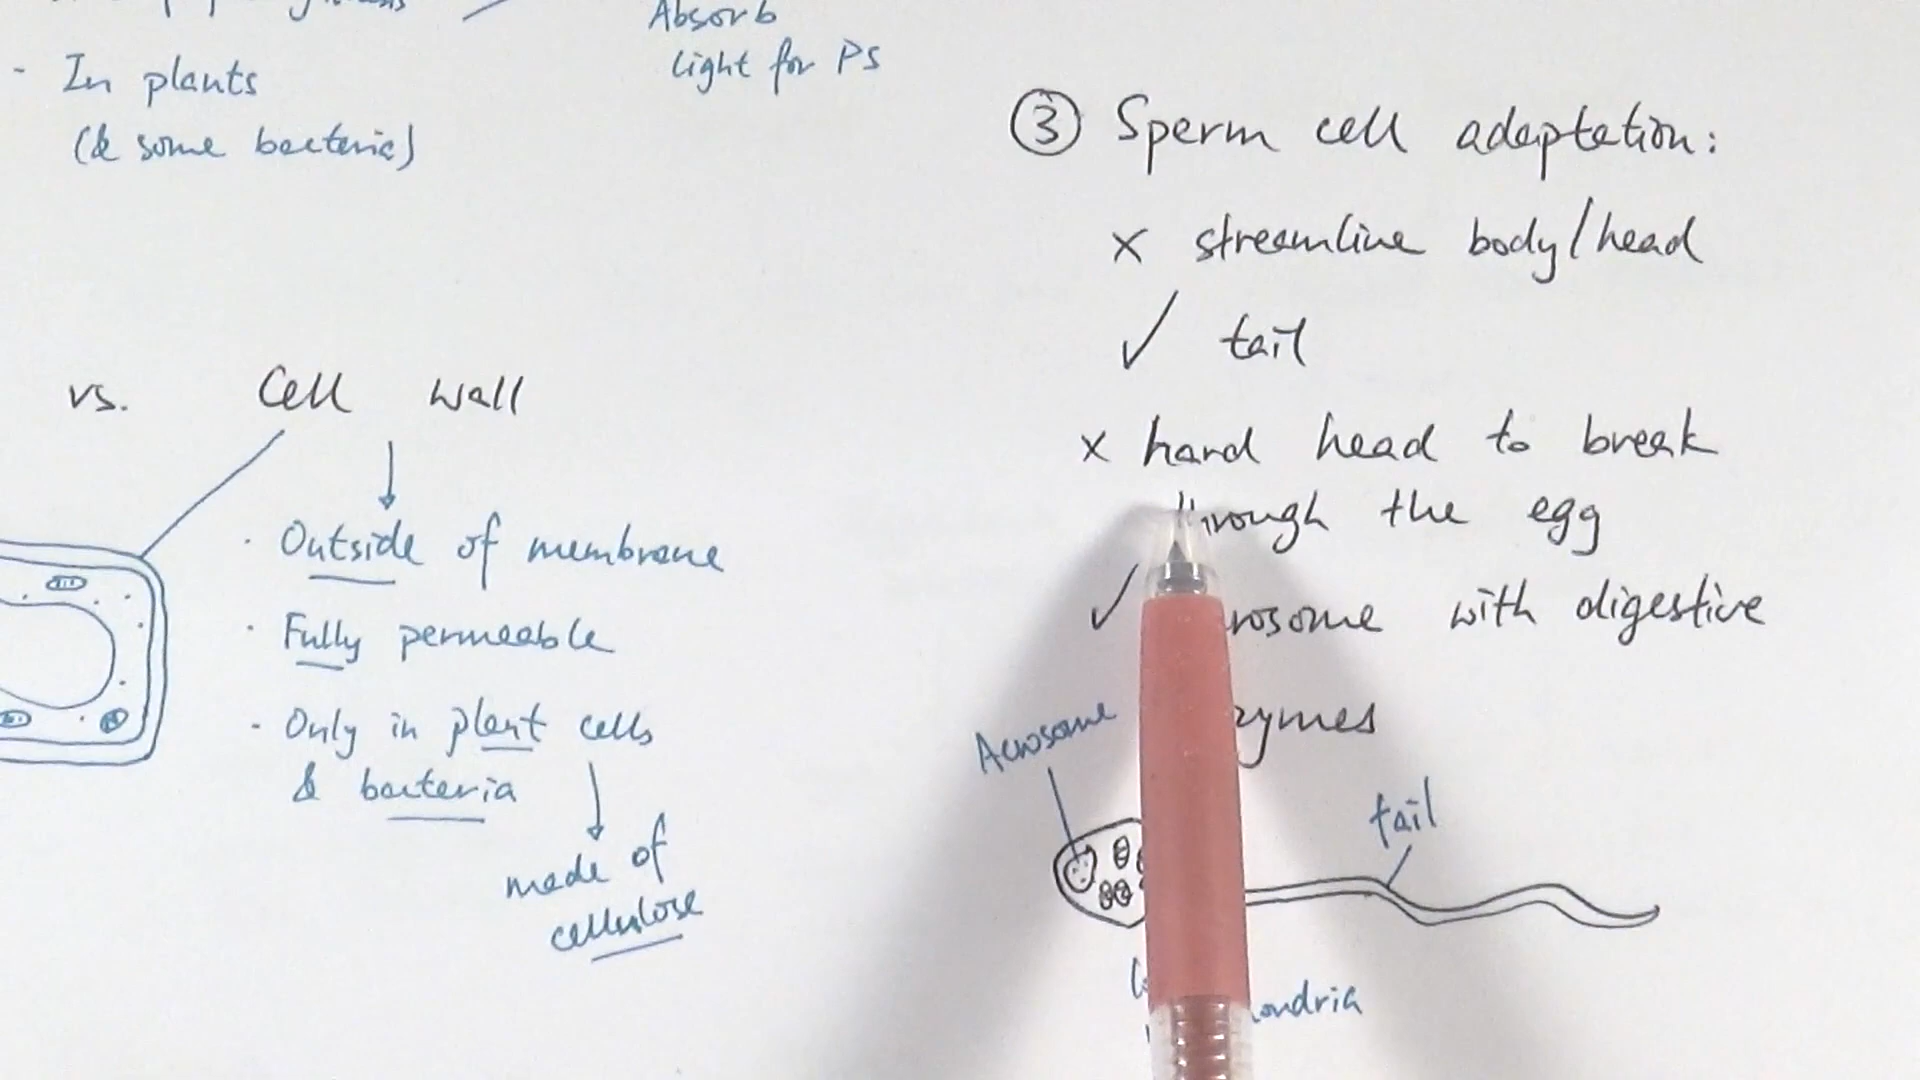 Absorb
light for PS
- In plants
(& some bacteria)
vs. Cell wall
· Outside of membrane
· Fully permeable
- Only in plant cells
& bacteria
made of
cellulose
③ Sperm cell adaptation:
x streamline body/head
✓ tail
x hard head to break
through the egg
✓ with digestive
Acrosome
tail